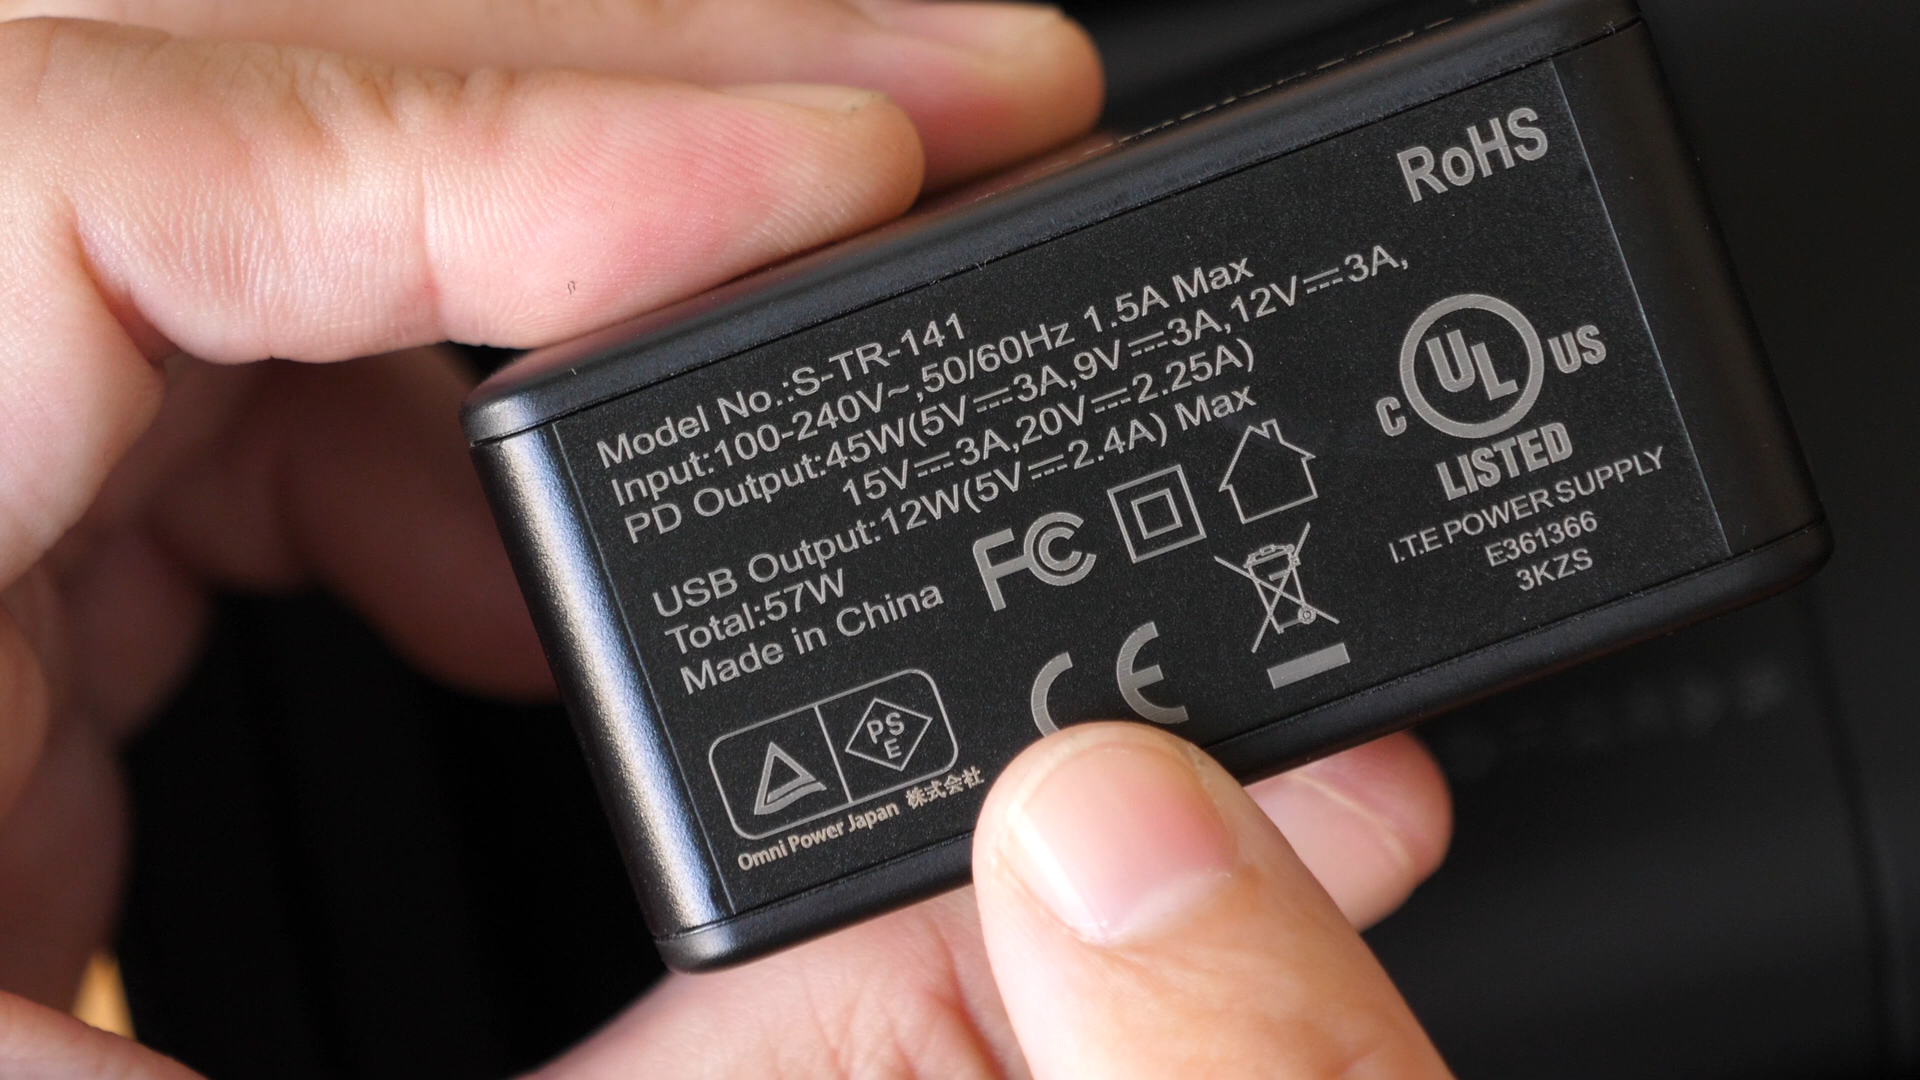 RoHS
Model No.:S-TR-141
Input:100-240V~,50/60Hz 1.5A Max
PD Output:45W(5V⎓3A,9V⎓3A,12V⎓3A,
15V⎓3A,20V⎓2.25A)
USB Output:12W(5V⎓2.4A) Max
Total:57W
Made in China
FC
CE
PS
E
Omni Power Japan 株式会社
C UL US
LISTED
I.T.E POWER SUPPLY
E361366
3KZS